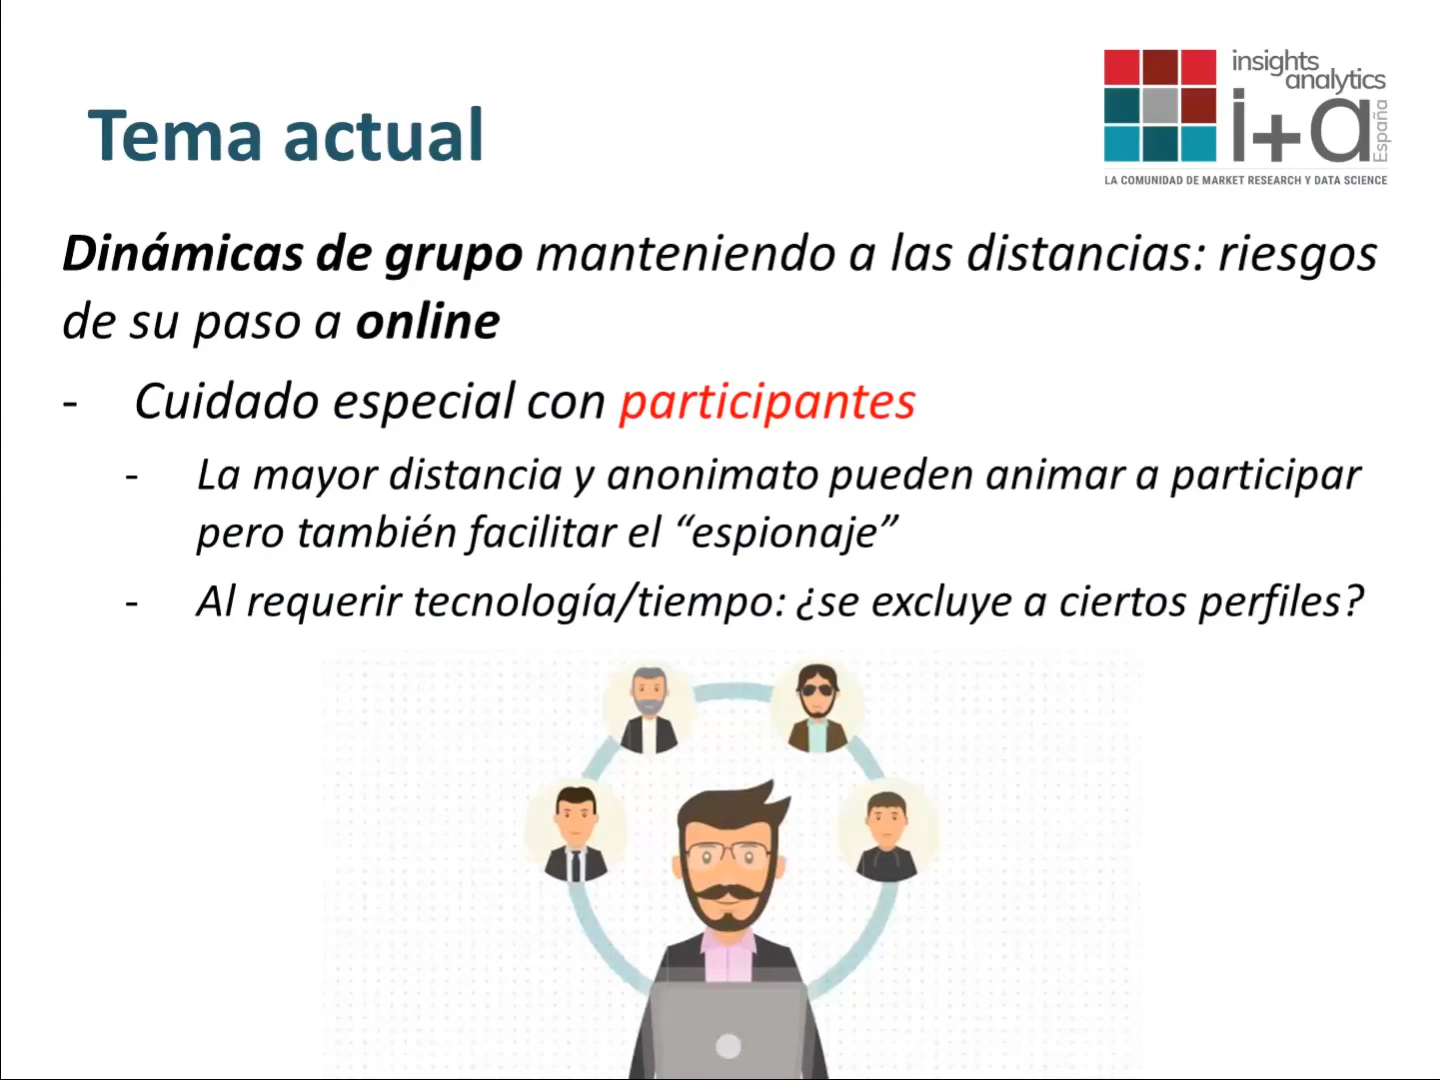 insights
analytics
i+a
España
LA COMUNIDAD DE MARKET RESEARCH Y DATA SCIENCE
Tema actual
Dinámicas de grupo manteniendo a las distancias: riesgos
de su paso a online
- Cuidado especial con participantes
- La mayor distancia y anonimato pueden animar a participar
pero también facilitar el “espionaje”
- Al requerir tecnología/tiempo: ¿se excluye a ciertos perfiles?